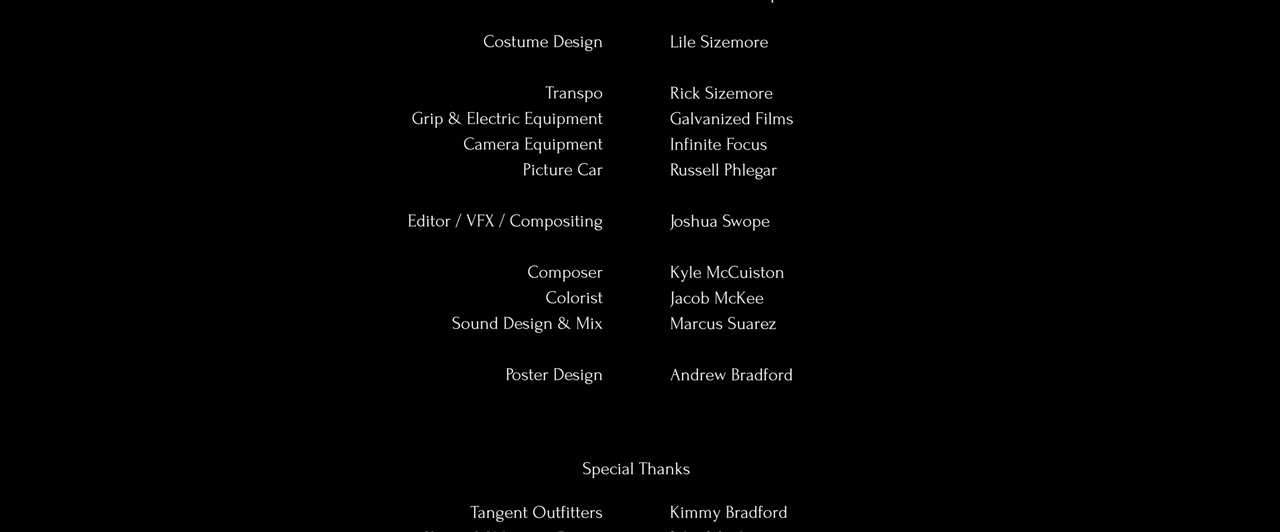 Costume Design Lile Sizemore
Transpo Rick Sizemore
Grip & Electric Equipment Galvanized Films
Camera Equipment Infinite Focus
Picture Car Russell Phlegar
Editor / VFX / Compositing Joshua Swope
Composer Kyle McCuiston
Colorist Jacob McKee
Sound Design & Mix Marcus Suarez
Poster Design Andrew Bradford
Special Thanks
Tangent Outfitters Kimmy Bradford